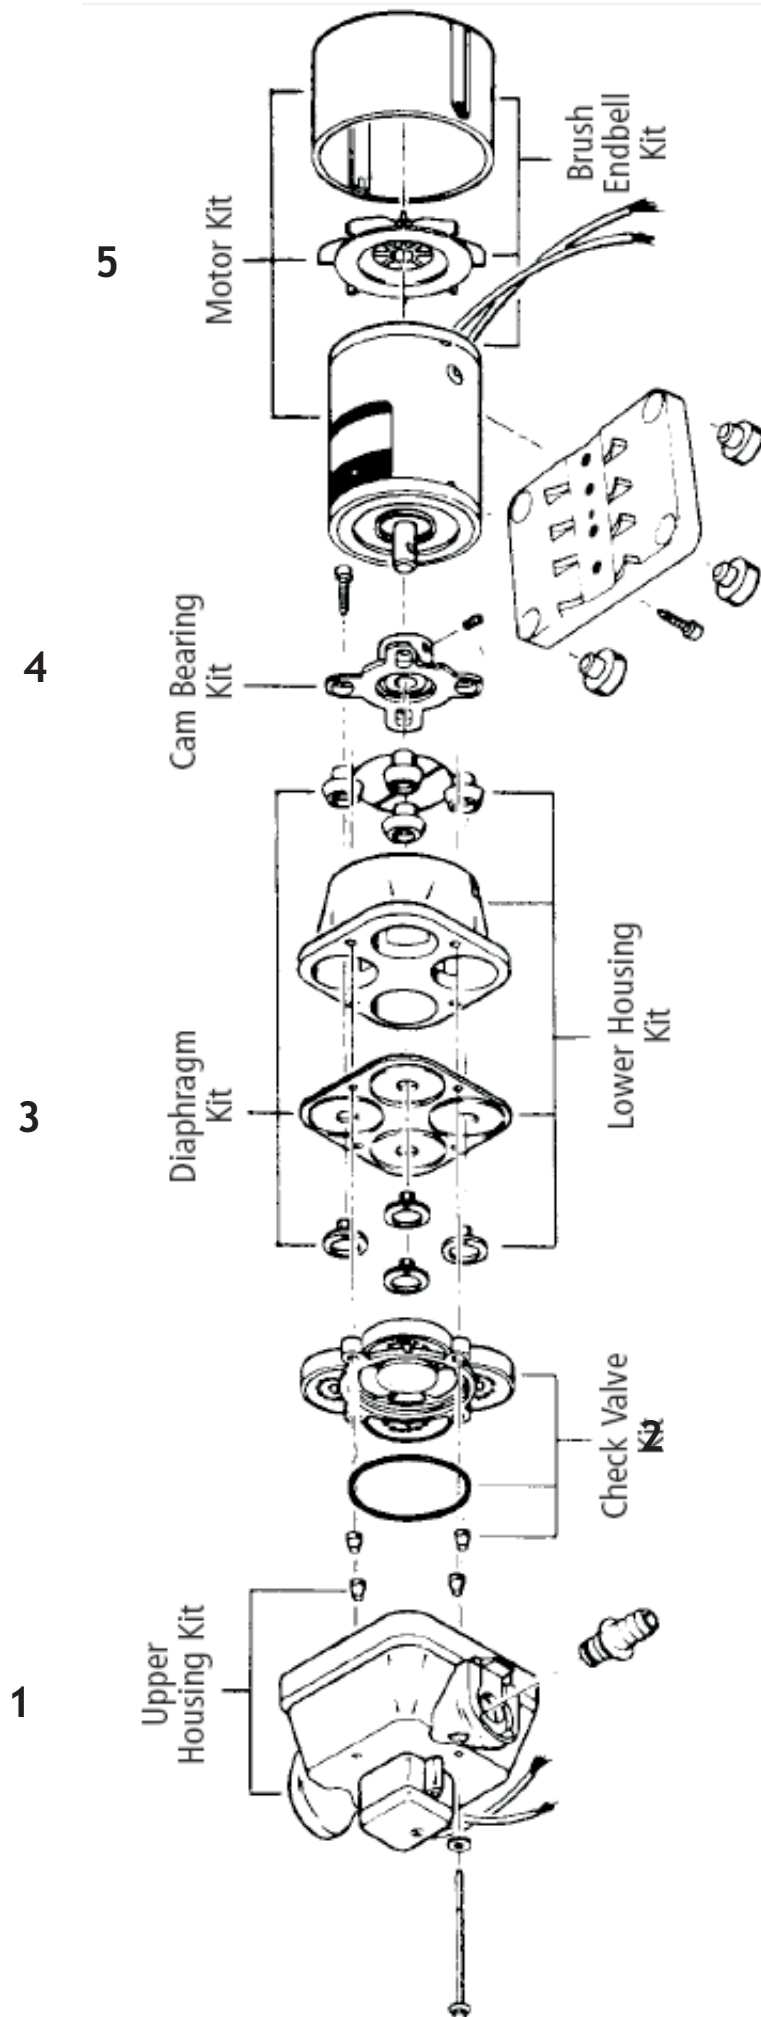 Brush
Endbell
Kit
5
Motor Kit
4
Cam Bearing
Kit
Lower Housing
Kit
3
Diaphragm
Kit
Check Valve
Kit
2
1
Upper
Housing Kit